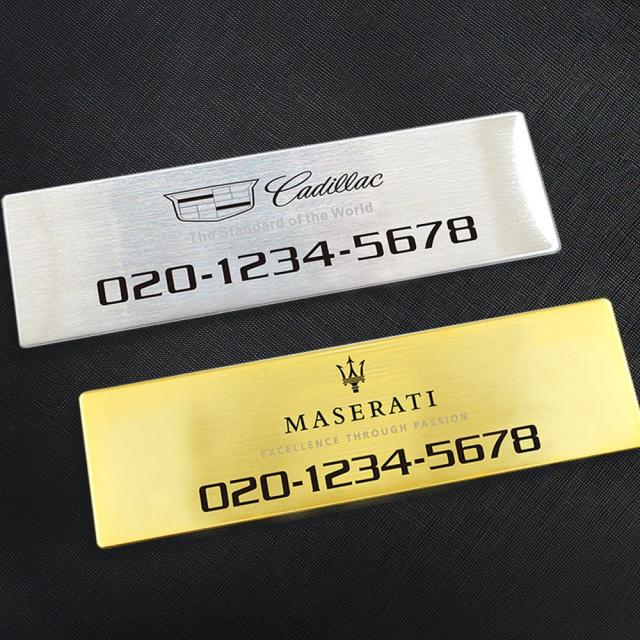 Cadillac
The Standard of the World
020-1234-5678
MASERATI
EXCELLENCE THROUGH PASSION
020-1234-5678